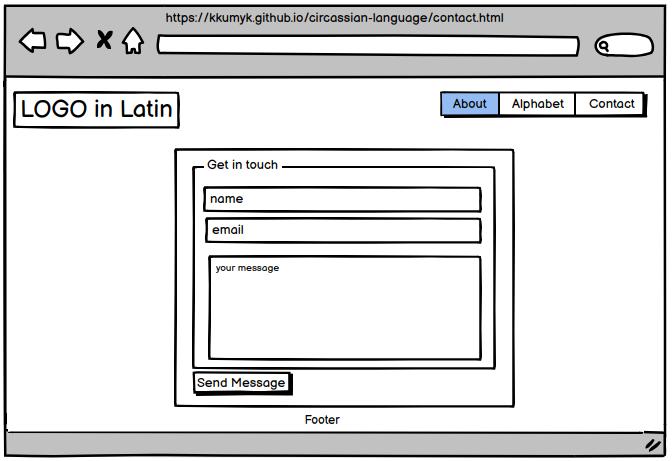 https://kkumyk.github.io/circassian-language/contact.html
LOGO in Latin
About Alphabet Contact
Get in touch
name
email
your message
Send Message
Footer